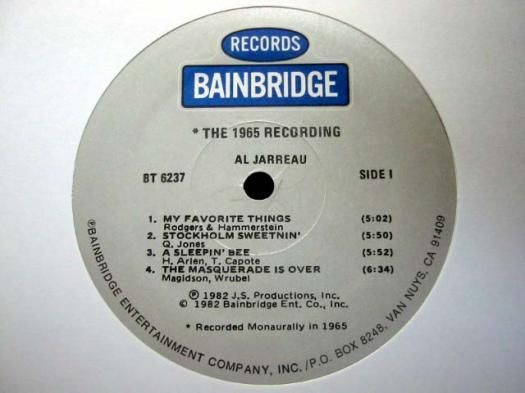 RECORDS
BAINBRIDGE
* THE 1965 RECORDING
AL JARREAU
BT 6237
SIDE I
1. MY FAVORITE THINGS (5:02)
Rodgers & Hammerstein
2. STOCKHOLM SWEETNIN' (5:50)
Q. Jones
3. A SLEEPIN' BEE (5:52)
H. Arlen, T. Capote
4. THE MASQUERADE IS OVER (6:34)
Magidson, Wrubel
℗ 1982 J.S. Productions, Inc.
© 1982 Bainbridge Ent. Co., Inc.
* Recorded Monaurally in 1965
℗BAINBRIDGE ENTERTAINMENT COMPANY, INC. /P.O. BOX 8248, VAN NUYS, CA 91409